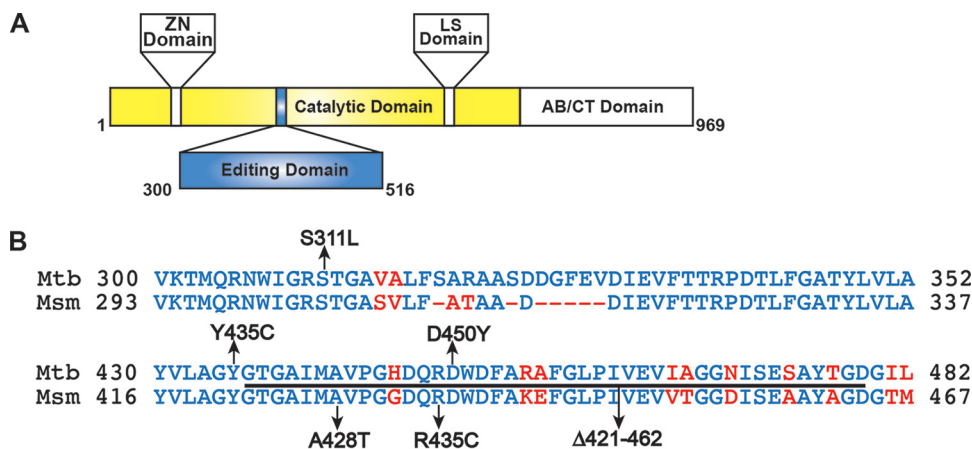 A
ZN
Domain
LS
Domain
Catalytic Domain
AB/CT Domain
1
969
Editing Domain
300
516
B
S311L
Mtb 300 VKTMQRNWIGRSTGAVALFSARAASDDGFEVDIEVFTTRPDTLFGATYLVLA 352
Msm 293 VKTMQRNWIGRSTGASVLF-ATAA-D-----DIEVFTTRPDTLFGATYLVLA 337
Y435C D450Y
Mtb 430 YVLAGYGTGAIMAVPGHDQRDWDFARAFGLPIVEVIAGGNISESAYTGDGIL 482
Msm 416 YVLAGYGTGAIMAVPGGDQRDWDFAKEFGLPIVEVVTGGDISEAAYAGDGTM 467
A428T R435C Δ421-462